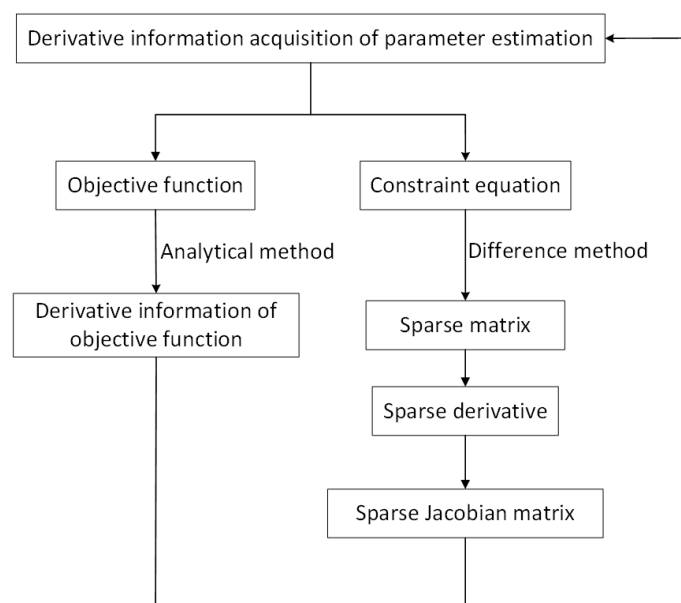 Derivative information acquisition of parameter estimation
Objective function
Constraint equation
Analytical method
Difference method
Derivative information of
objective function
Sparse matrix
Sparse derivative
Sparse Jacobian matrix